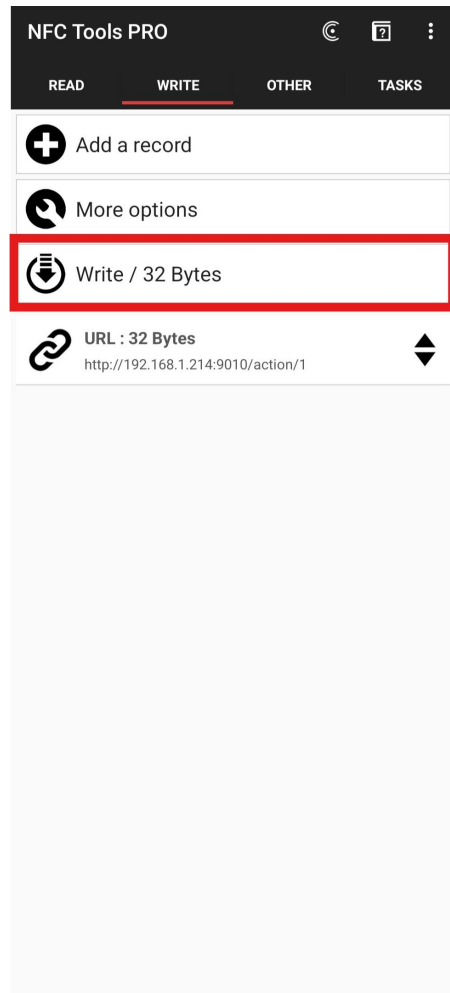 NFC Tools PRO
READ WRITE OTHER TASKS
Add a record
More options
Write / 32 Bytes
URL : 32 Bytes
http://192.168.1.214:9010/action/1